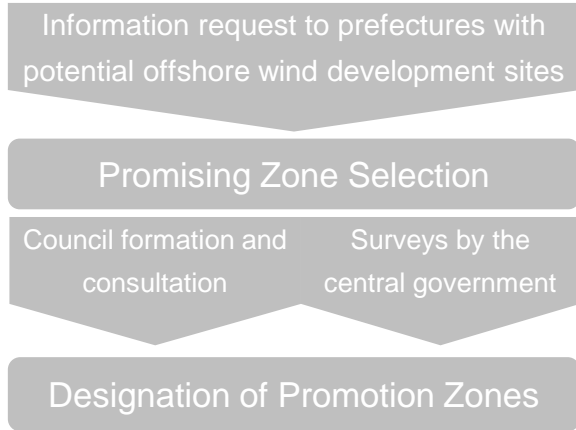 Information request to prefectures with
potential offshore wind development sites
Promising Zone Selection
Council formation and
consultation
Surveys by the
central government
Designation of Promotion Zones